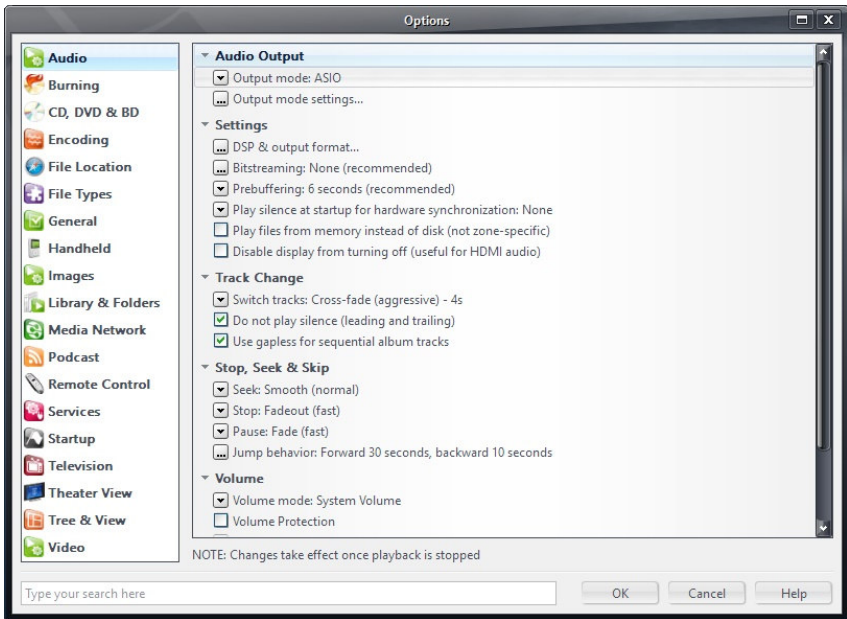 Options
Audio
Burning
CD, DVD & BD
Encoding
File Location
File Types
General
Handheld
Images
Library & Folders
Media Network
Podcast
Remote Control
Services
Startup
Television
Theater View
Tree & View
Video
Audio Output
Output mode: ASIO
Output mode settings...
Settings
DSP & output format...
Bitstreaming: None (recommended)
Prebuffering: 6 seconds (recommended)
Play silence at startup for hardware synchronization: None
Play files from memory instead of disk (not zone-specific)
Disable display from turning off (useful for HDMI audio)
Track Change
Switch tracks: Cross-fade (aggressive) - 4s
Do not play silence (leading and trailing)
Use gapless for sequential album tracks
Stop, Seek & Skip
Seek: Smooth (normal)
Stop: Fadeout (fast)
Pause: Fade (fast)
Jump behavior: Forward 30 seconds, backward 10 seconds
Volume
Volume mode: System Volume
Volume Protection
NOTE: Changes take effect once playback is stopped
Type your search here
OK
Cancel
Help